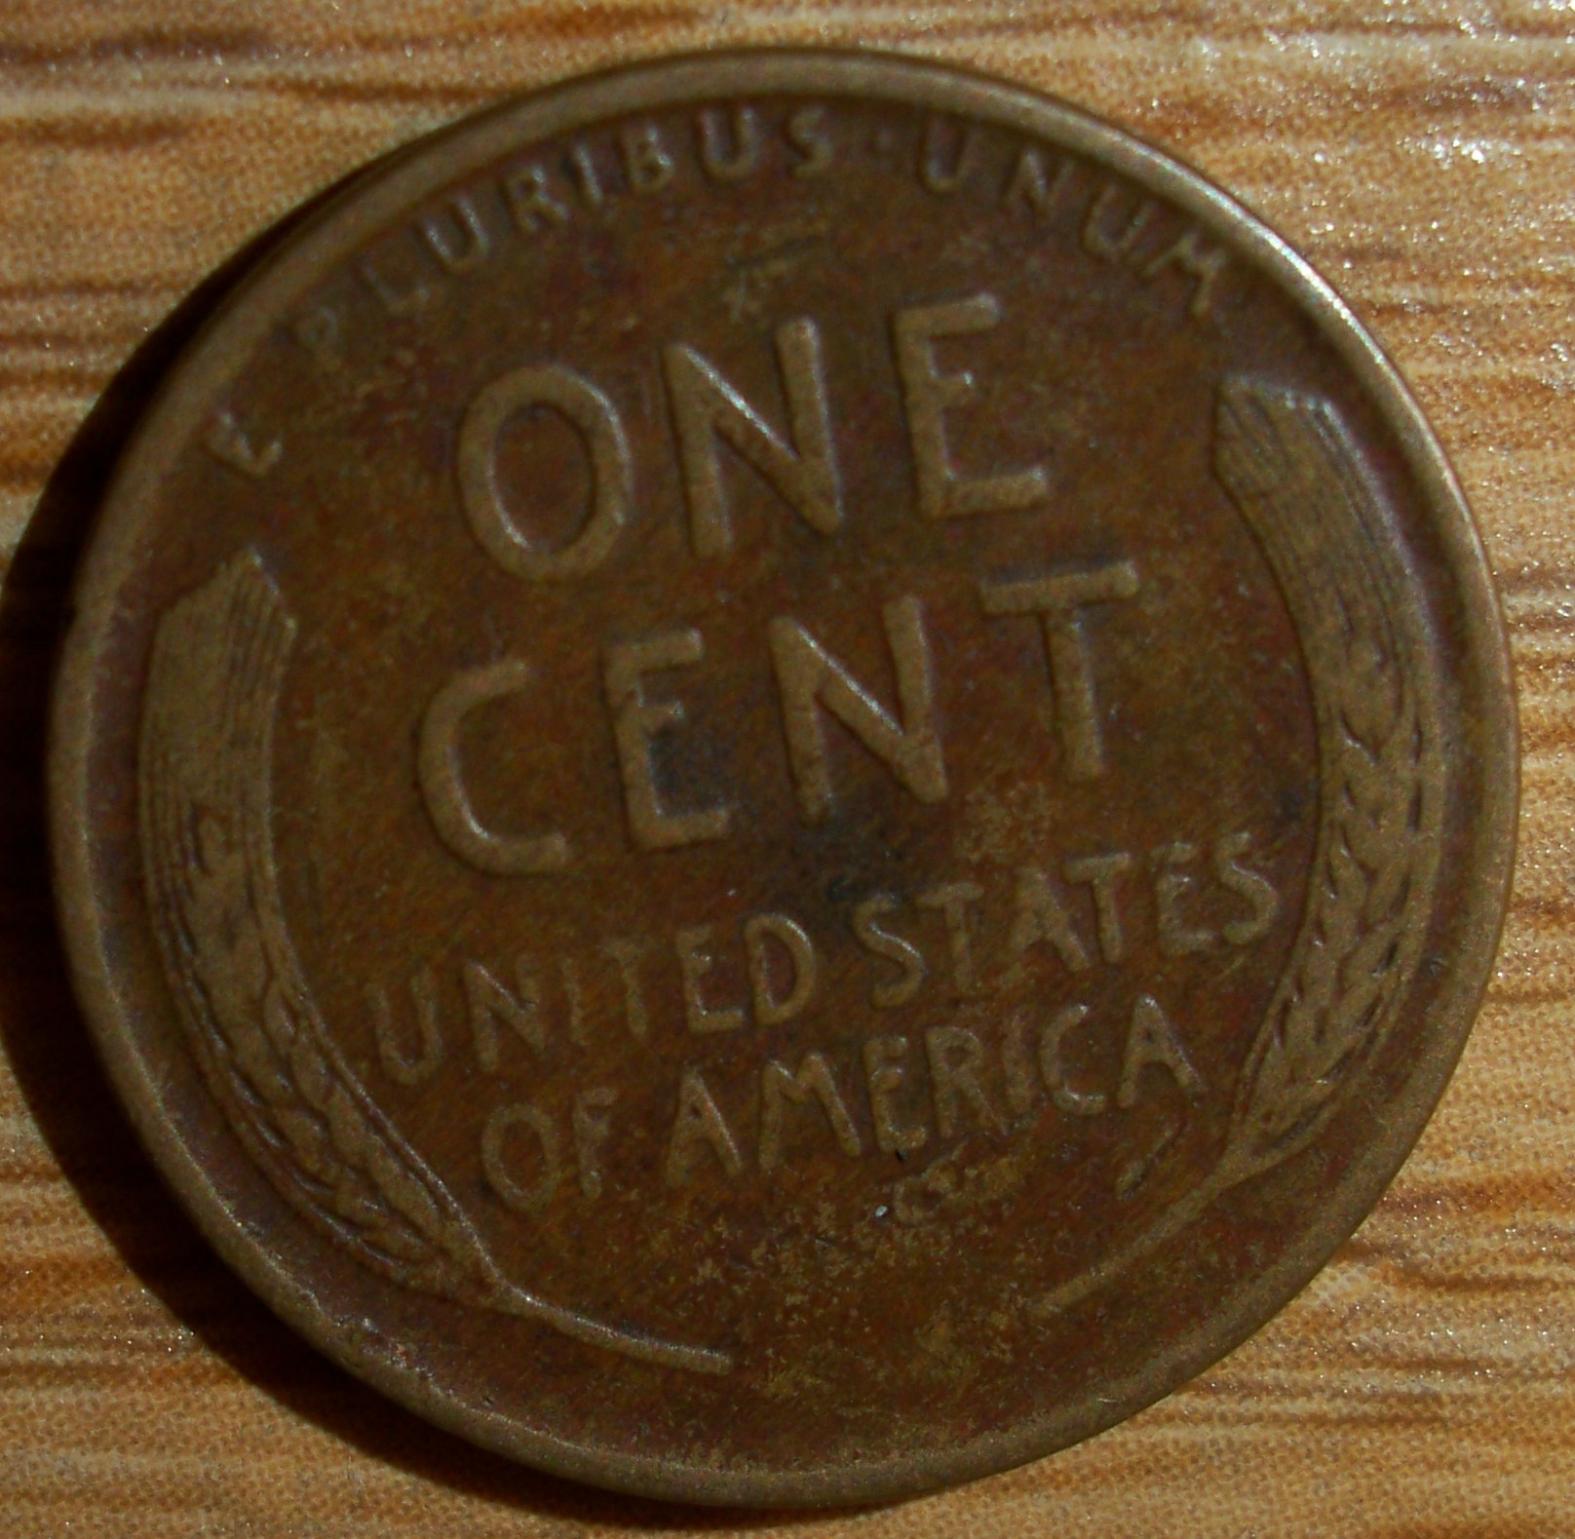 E PLURIBUS · UNUM
ONE
CENT
UNITED STATES
OF AMERICA